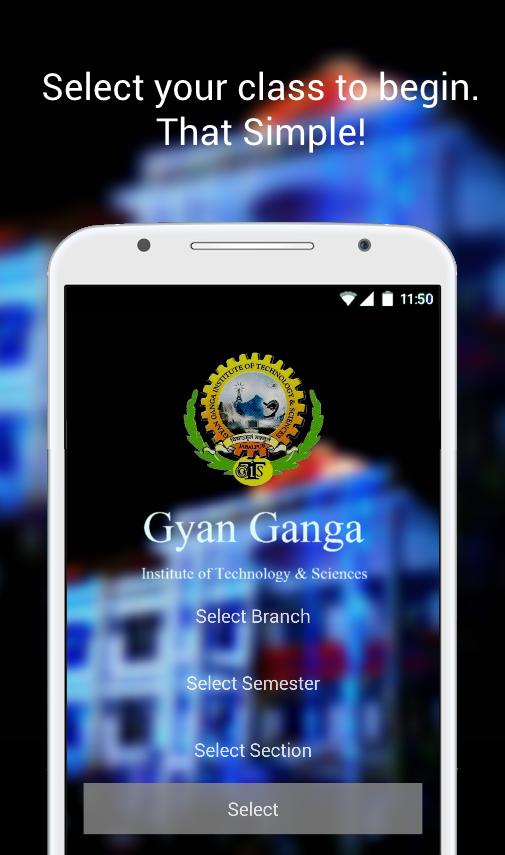 Select your class to begin.
That Simple!
11:50
GYAN GANGA INSTITUTE OF TECHNOLOGY & SCIENCES
JABALPUR
GGITS
Gyan Ganga
Institute of Technology & Sciences
Select Branch
Select Semester
Select Section
Select